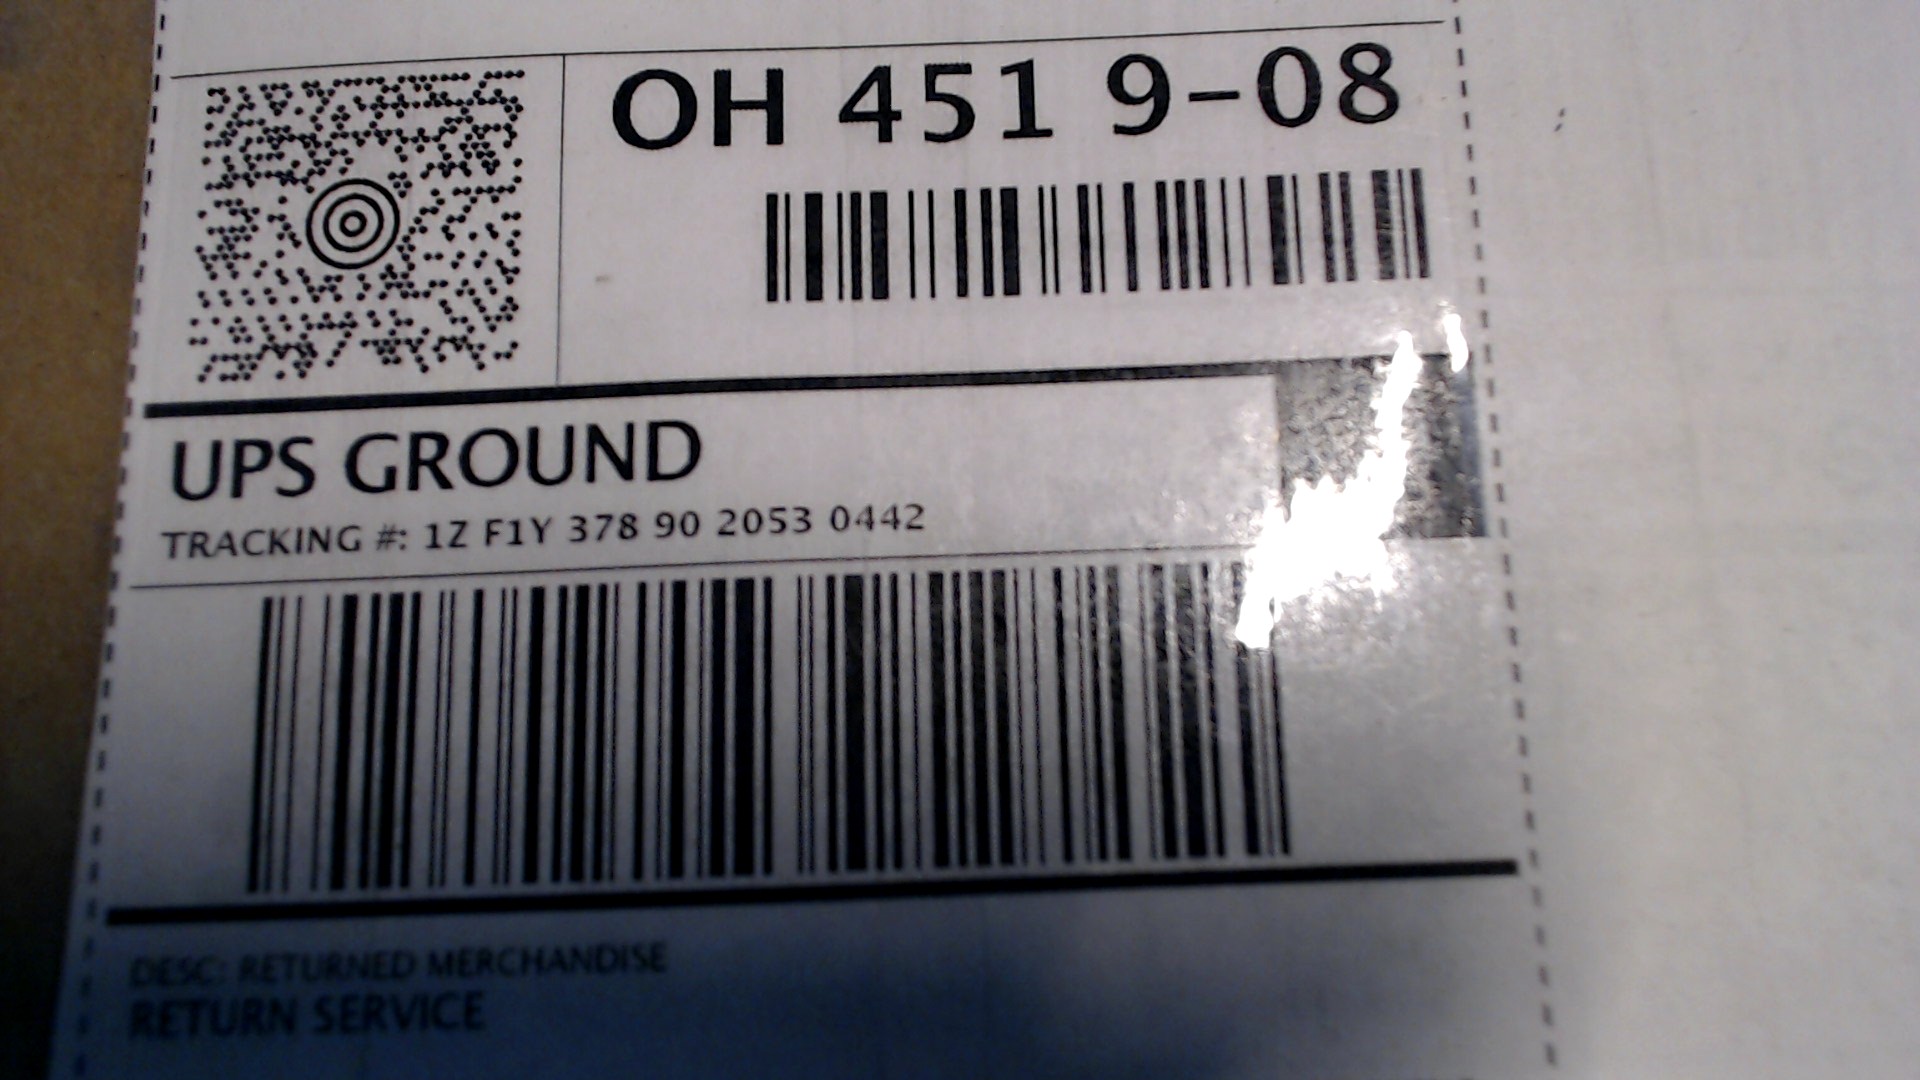 OH 451 9-08
UPS GROUND
TRACKING #: 1Z F1Y 378 90 2053 0442
DESC: RETURNED MERCHANDISE
RETURN SERVICE